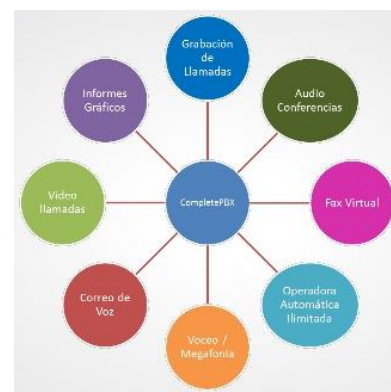 Grabación
de
Llamadas
Audio
Conferencias
Fax Virtual
Operadora
Automática
Ilimitada
Voceo /
Megafonía
Correo de
Voz
Video
llamadas
Informes
Gráficos
CompletePBX